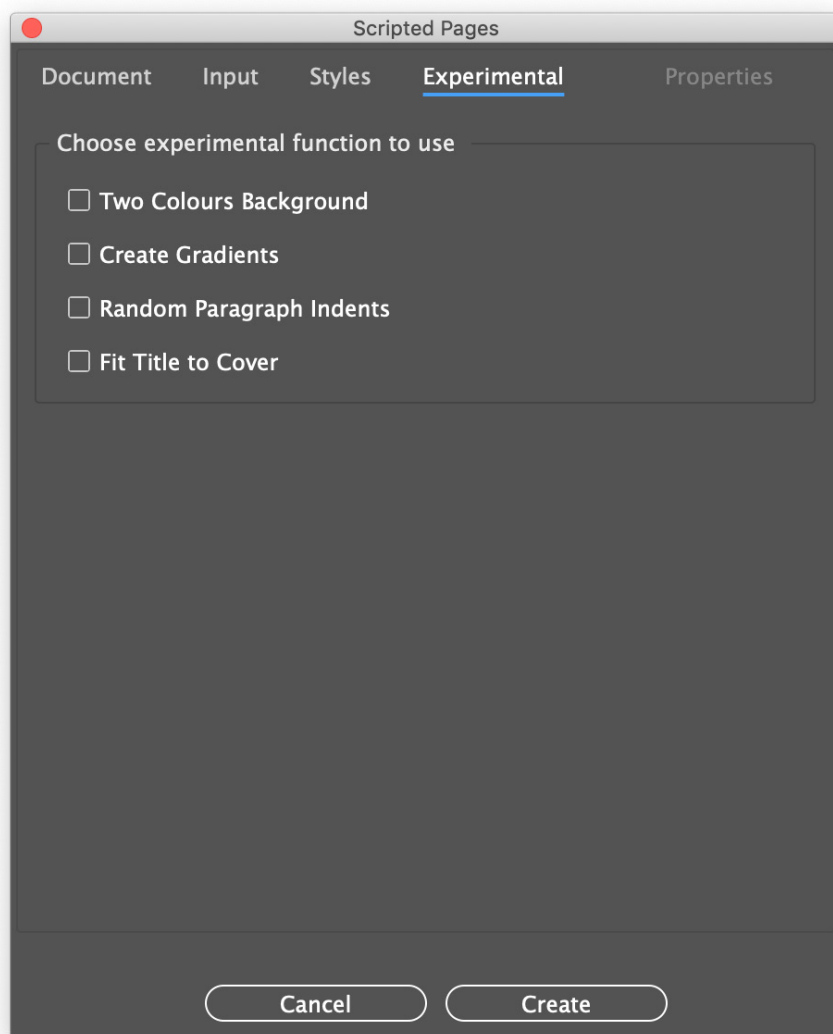 Scripted Pages
Document Input Styles Experimental Properties
Choose experimental function to use
Two Colours Background
Create Gradients
Random Paragraph Indents
Fit Title to Cover
Cancel Create